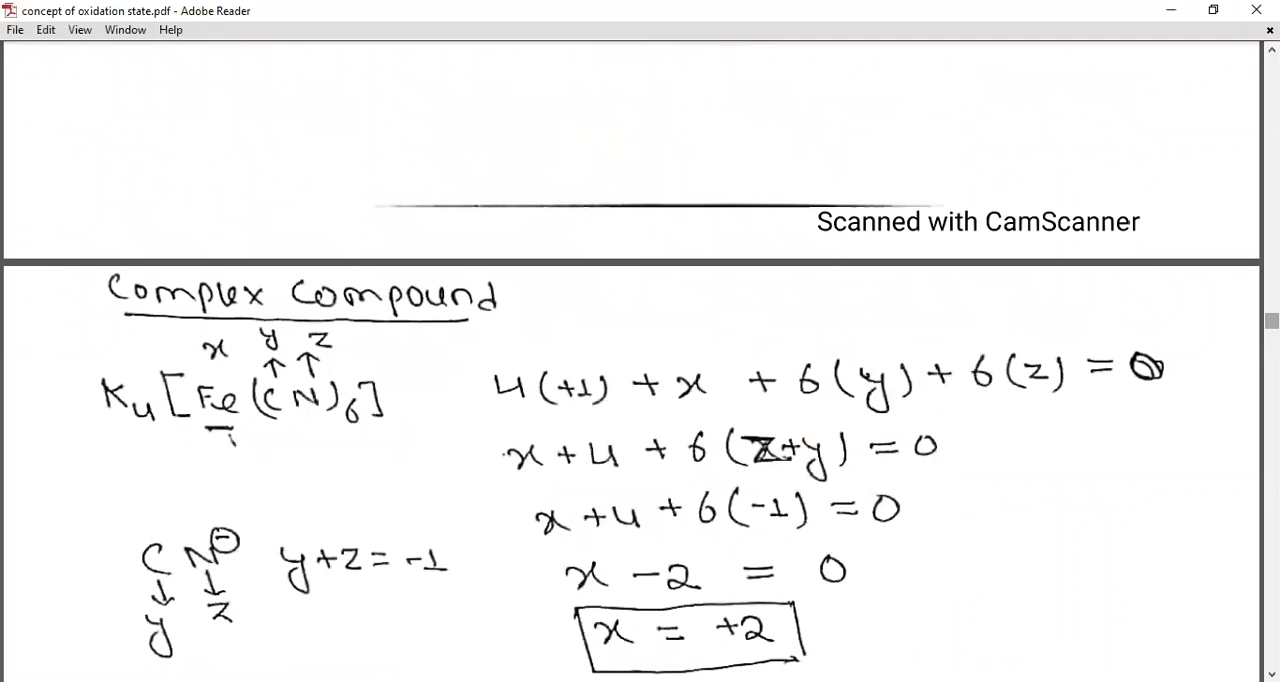 concept of oxidation state.pdf - Adobe Reader
File Edit View Window Help
Scanned with CamScanner
Complex Compound
x y z
↑ ↑
K4[Fe(CN)6]
4(+1) + x + 6(y) + 6(z) = 0
x + 4 + 6(z+y) = 0
x + 4 + 6(-1) = 0
CN⊖ y+z = -1
↓ ↓
y z
x - 2 = 0
x = +2